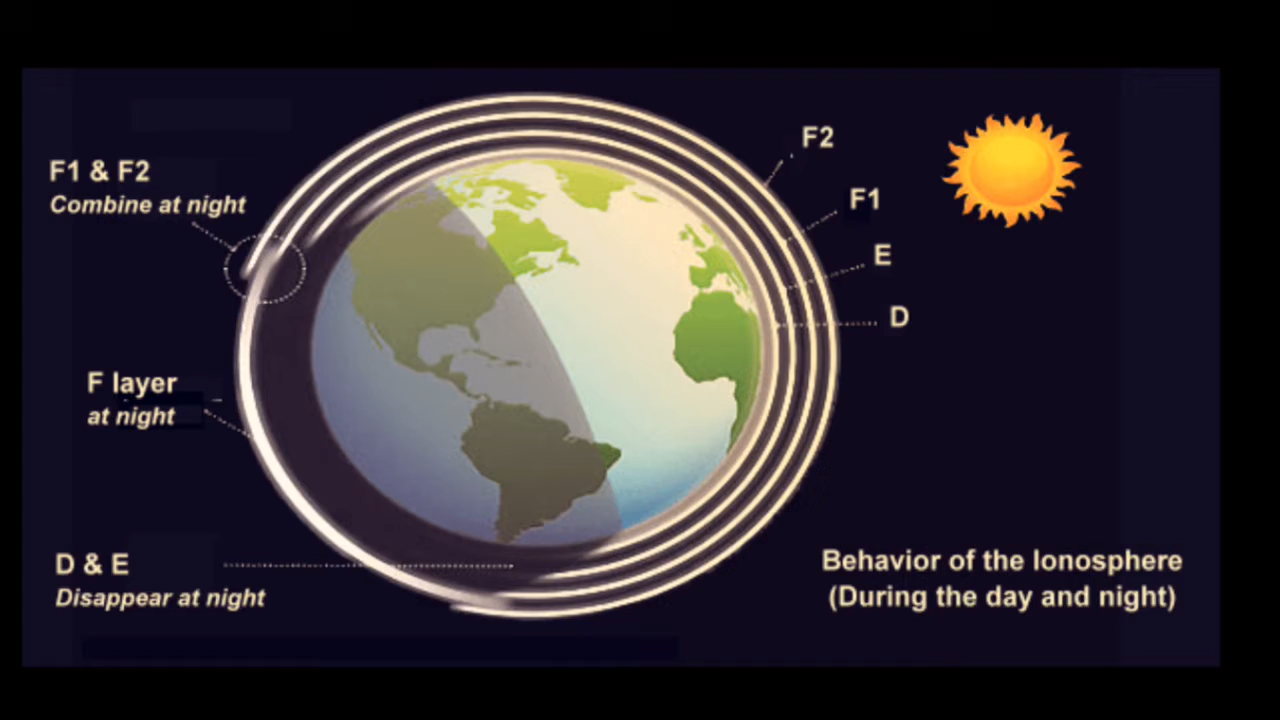 F1 & F2
Combine at night
F layer
at night
D & E
Disappear at night
F2
F1
E
D
Behavior of the Ionosphere
(During the day and night)